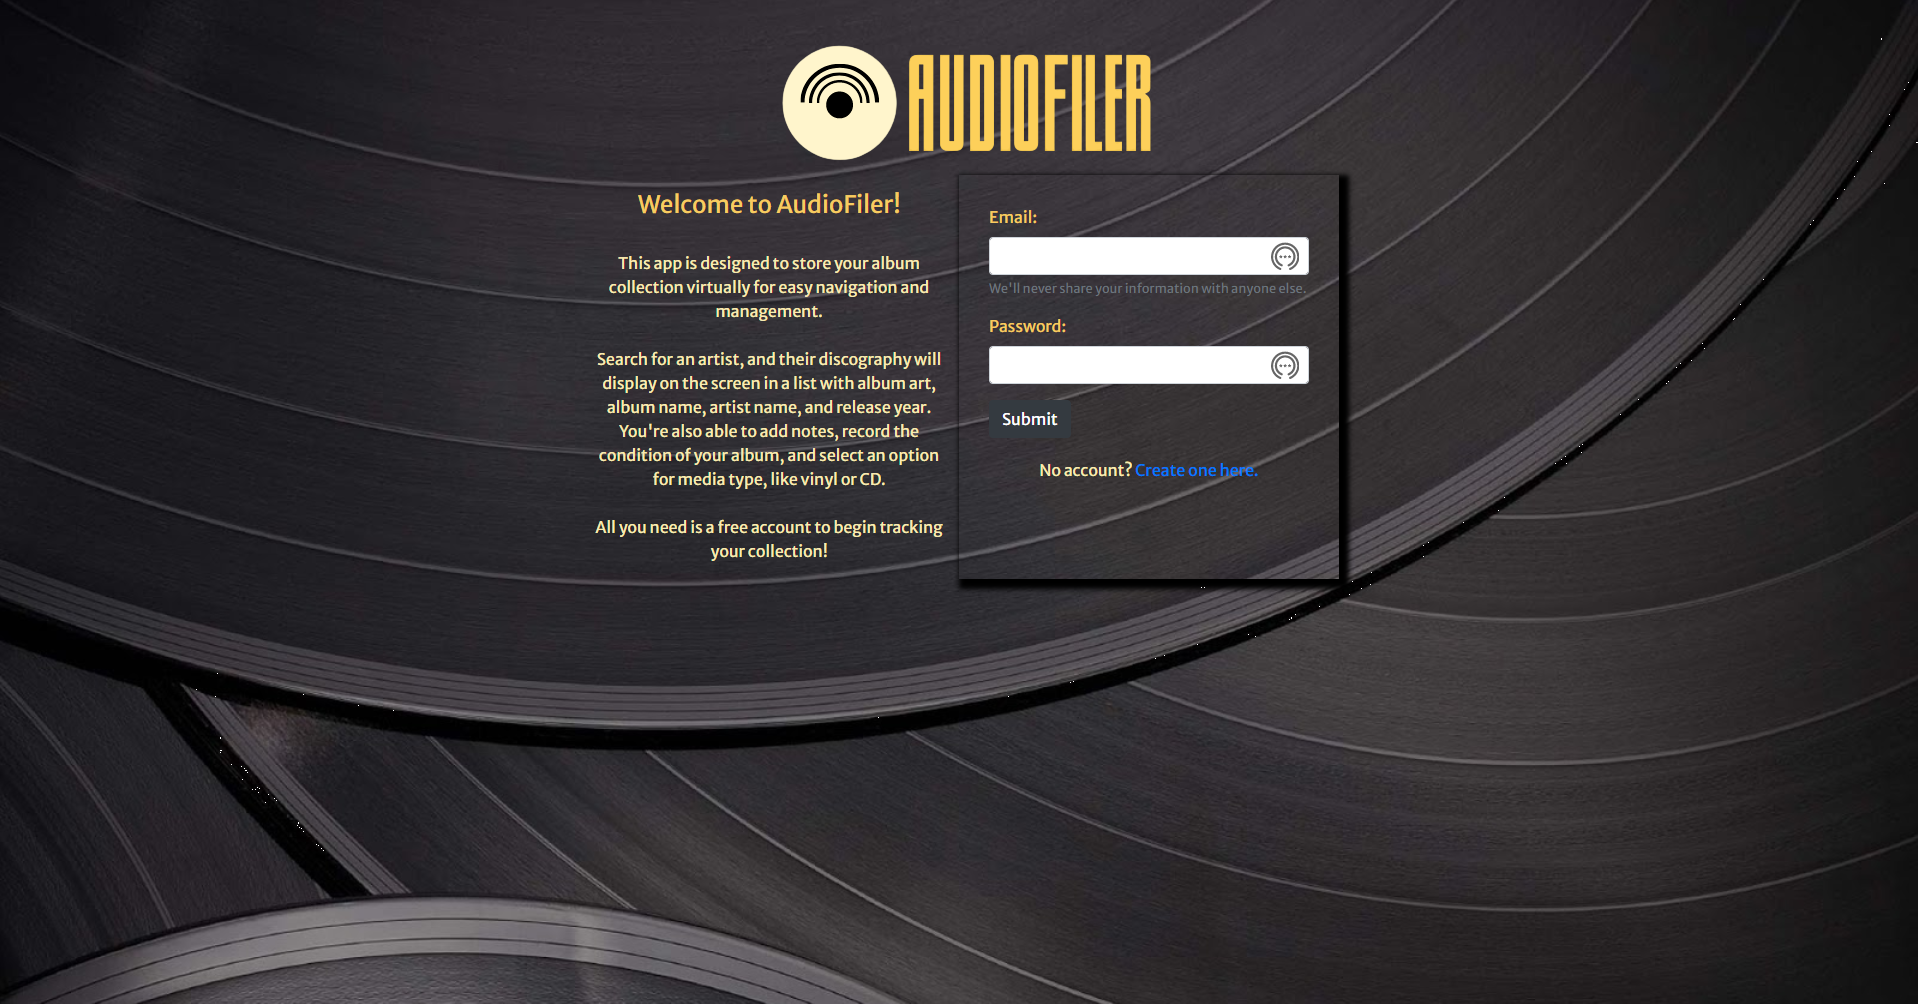 AUDIOFILER
Welcome to AudioFiler!
This app is designed to store your album
collection virtually for easy navigation and
management.
Search for an artist, and their discography will
display on the screen in a list with album art,
album name, artist name, and release year.
You're also able to add notes, record the
condition of your album, and select an option
for media type, like vinyl or CD.
All you need is a free account to begin tracking
your collection!
Email:
We'll never share your information with anyone else.
Password:
Submit
No account? Create one here.